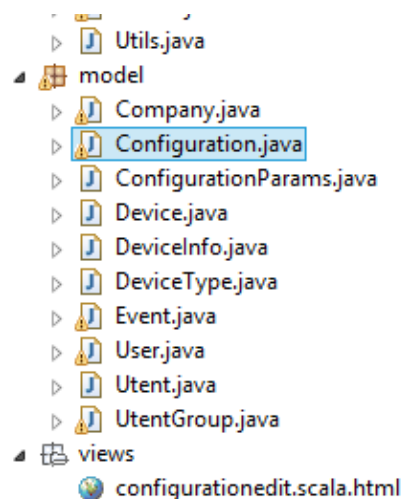 Utils.java
model
Company.java
Configuration.java
ConfigurationParams.java
Device.java
DeviceInfo.java
DeviceType.java
Event.java
User.java
Utent.java
UtentGroup.java
views
configurationedit.scala.html